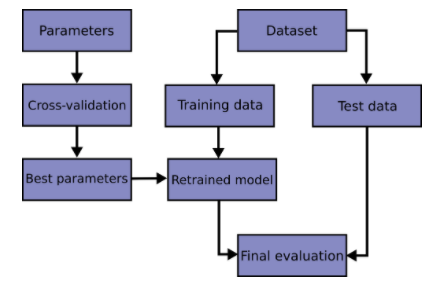 Parameters
Dataset
Cross-validation
Training data
Test data
Best parameters
Retrained model
Final evaluation